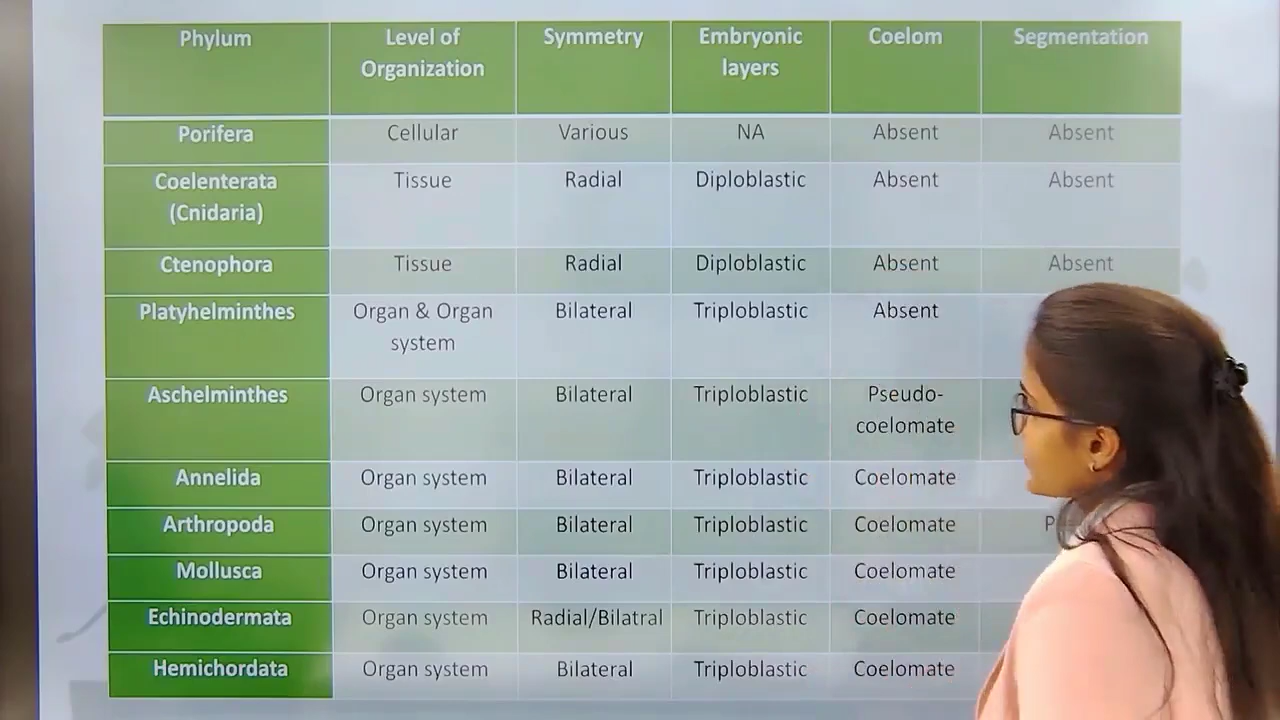 Phylum Level of Organization Symmetry Embryonic layers Coelom Segmentation
Porifera Cellular Various NA Absent Absent
Coelenterata (Cnidaria) Tissue Radial Diploblastic Absent Absent
Ctenophora Tissue Radial Diploblastic Absent Absent
Platyhelminthes Organ & Organ system Bilateral Triploblastic Absent
Aschelminthes Organ system Bilateral Triploblastic Pseudo-coelomate
Annelida Organ system Bilateral Triploblastic Coelomate
Arthropoda Organ system Bilateral Triploblastic Coelomate
Mollusca Organ system Bilateral Triploblastic Coelomate
Echinodermata Organ system Radial/Bilatral Triploblastic Coelomate
Hemichordata Organ system Bilateral Triploblastic Coelomate